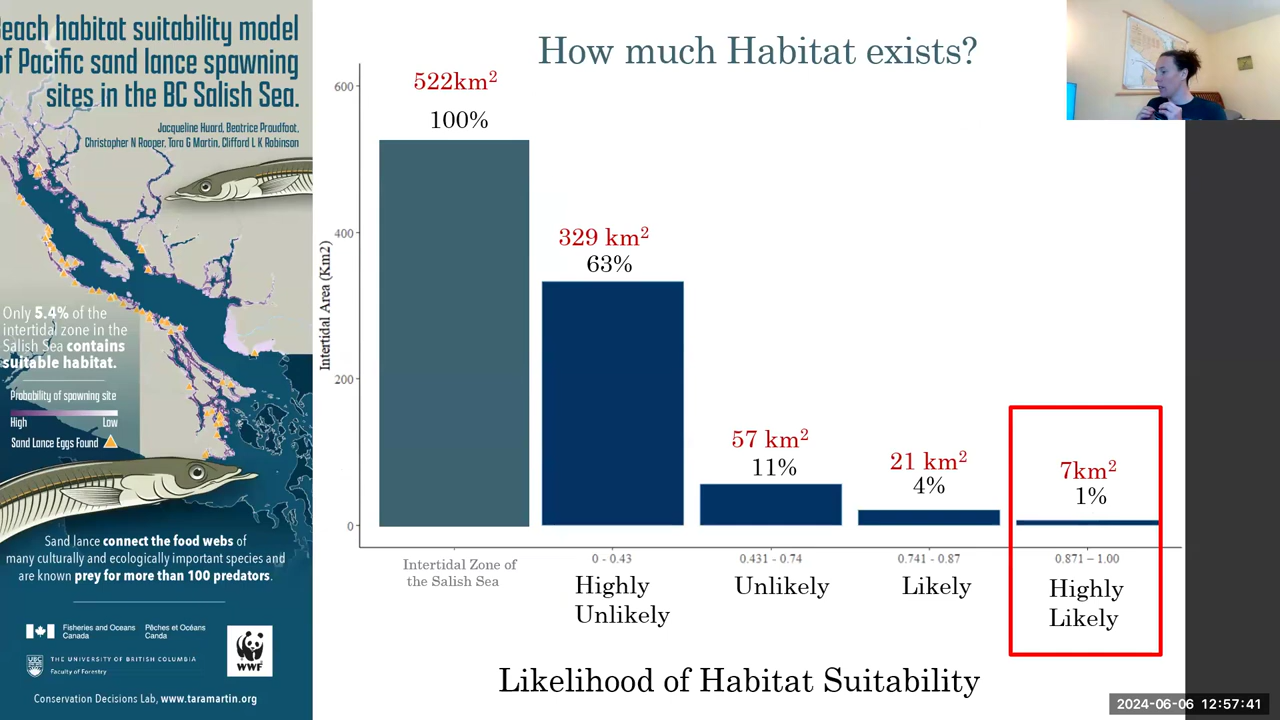 each habitat suitability model
of Pacific sand lance spawning
sites in the BC Salish Sea.
Jacqueline Huard, Beatrice Proudfoot,
Christopher N Rooper, Tara G Martin, Clifford L K Robinson
Only 5.4% of the
intertidal zone in the
Salish Sea contains
suitable habitat.
Probability of spawning site
High Low
Sand Lance Eggs Found
Sand lance connect the food webs of
many culturally and ecologically important species and
are known prey for more than 100 predators.
Fisheries and Oceans
Canada
Pêches et Océans
Canda
UBC
THE UNIVERSITY OF BRITISH COLUMBIA
Faculty of Forestry
WWF
Conservation Decisions Lab, www.taramartin.org
How much Habitat exists?
Intertidal Area (Km2)
600
400
200
0
522km²
100%
329 km²
63%
57 km²
11%
21 km²
4%
7km²
1%
Intertidal Zone of
the Salish Sea
0 - 0.43
Highly
Unlikely
0.431 - 0.74
Unlikely
0.741 - 0.87
Likely
0.871 – 1.00
Highly
Likely
Likelihood of Habitat Suitability
2024-06-06 12:57:41